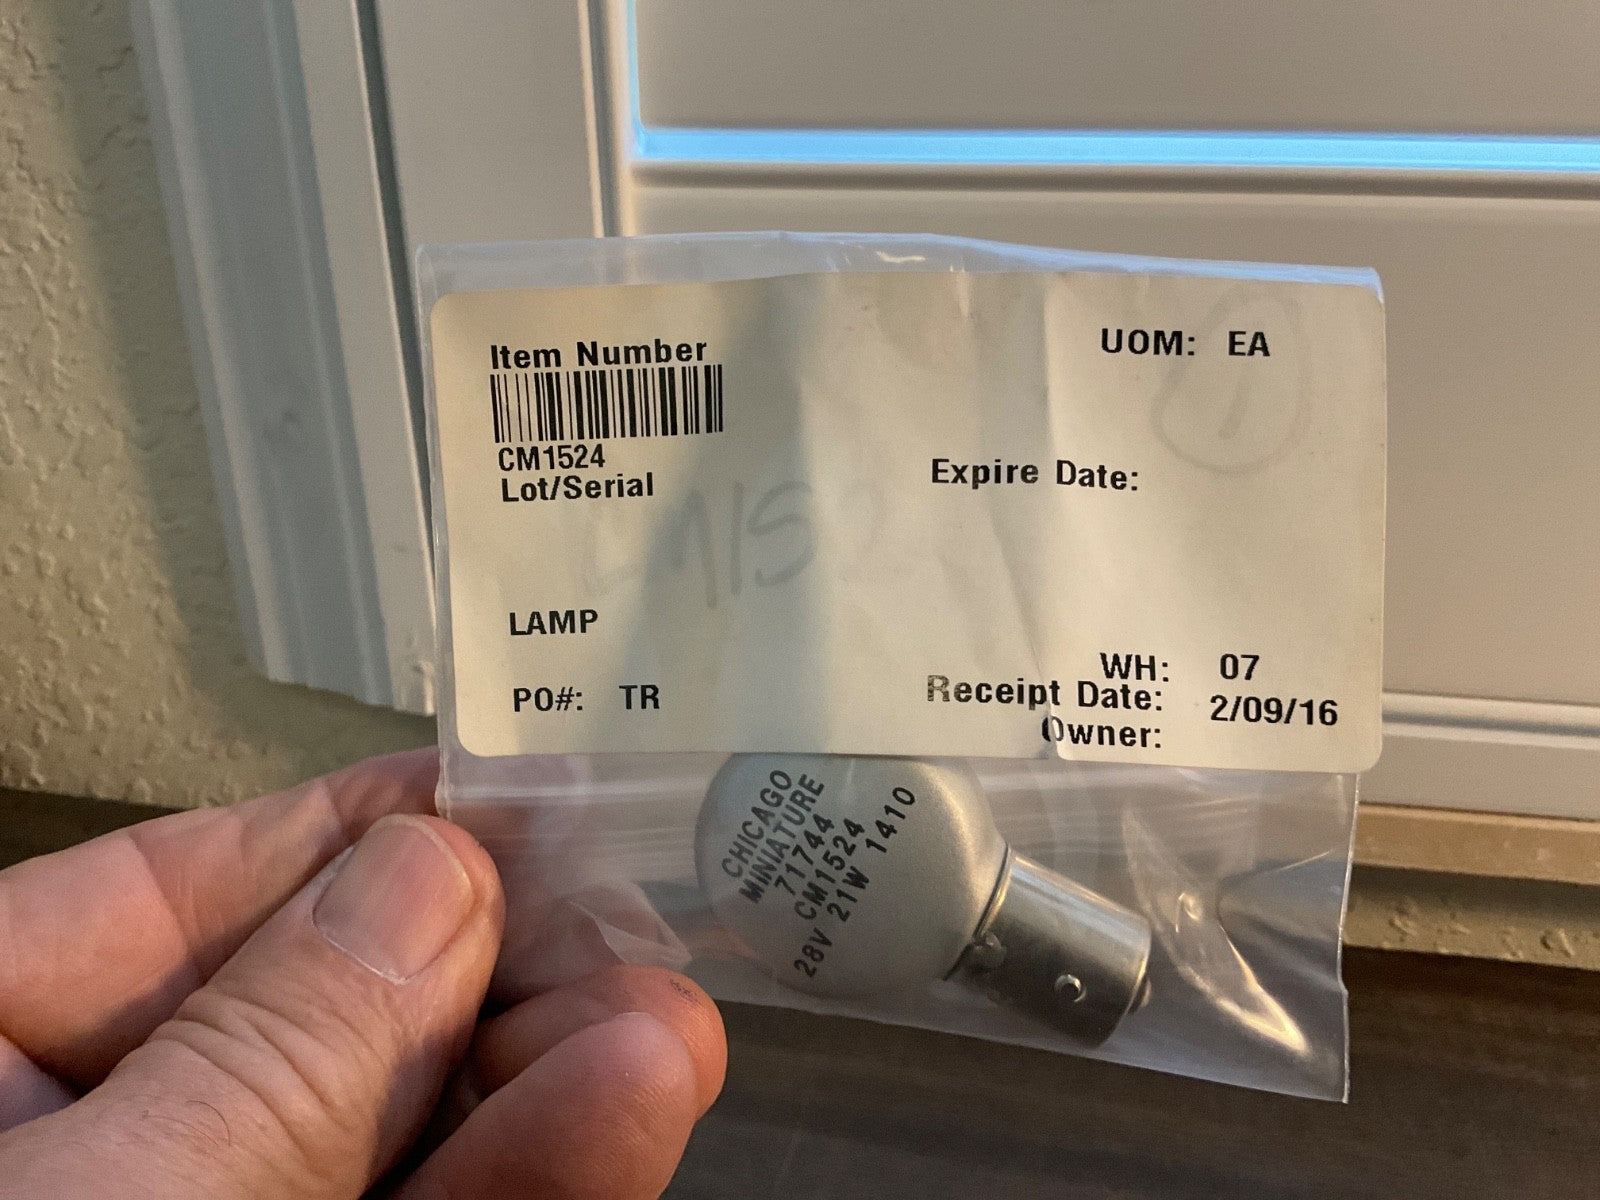 Item Number
UOM: EA
CM1524
Lot/Serial
Expire Date:
LAMP
WH: 07
PO#: TR
Receipt Date: 2/09/16
Owner:
CHICAGO
MINIATURE
71744
CM1524
28V 21W 1410